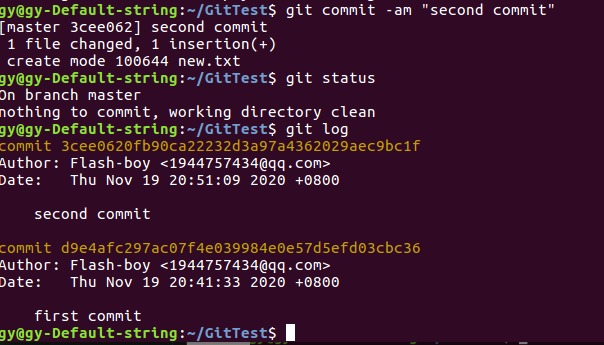 gy@gy-Default-string:~/GitTest$ git commit -am "second commit"
[master 3cee062] second commit
 1 file changed, 1 insertion(+)
 create mode 100644 new.txt
gy@gy-Default-string:~/GitTest$ git status
On branch master
nothing to commit, working directory clean
gy@gy-Default-string:~/GitTest$ git log
commit 3cee0620fb90ca22232d3a97a4362029aec9bc1f
Author: Flash-boy <1944757434@qq.com>
Date:   Thu Nov 19 20:51:09 2020 +0800

    second commit

commit d9e4afc297ac07f4e039984e0e57d5efd03cbc36
Author: Flash-boy <1944757434@qq.com>
Date:   Thu Nov 19 20:41:33 2020 +0800

    first commit
gy@gy-Default-string:~/GitTest$